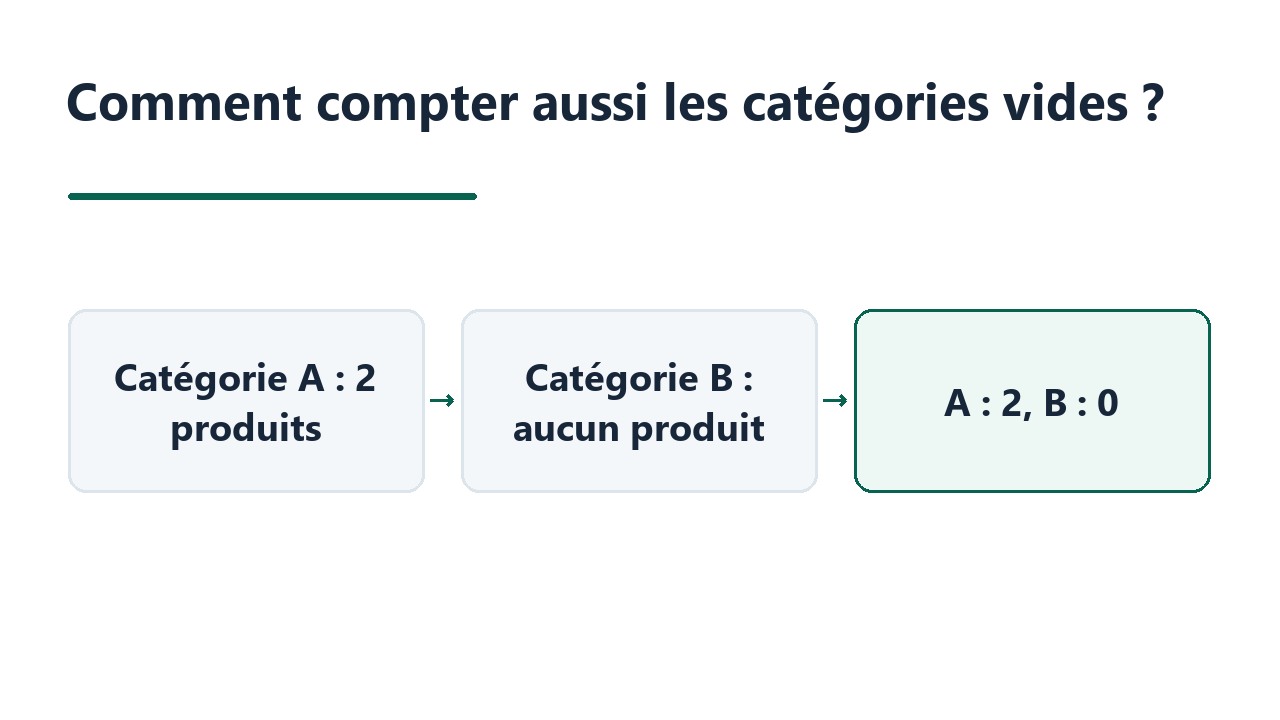 Comment compter aussi les catégories vides ?
Catégorie A : 2
produits
→
Catégorie B :
aucun produit
→
A : 2, B : 0